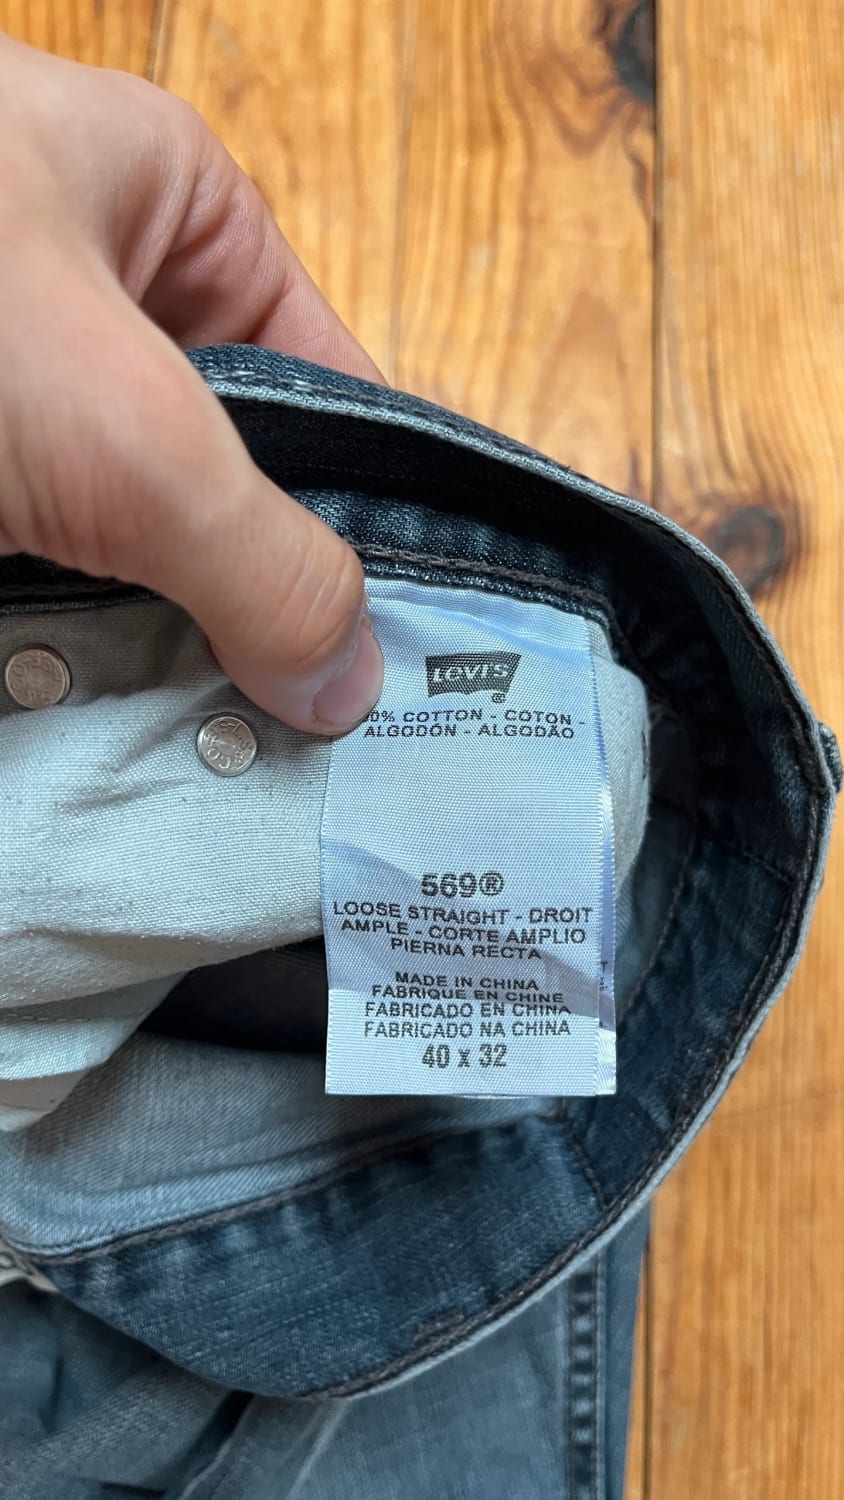 LEVI'S
®
0% COTTON - COTON -
ALGODÓN - ALGODÃO
569®
LOOSE STRAIGHT - DROIT
AMPLE - CORTE AMPLIO
PIERNA RECTA
MADE IN CHINA
FABRIQUE EN CHINE
FABRICADO EN CHINA
FABRICADO NA CHINA
40 x 32